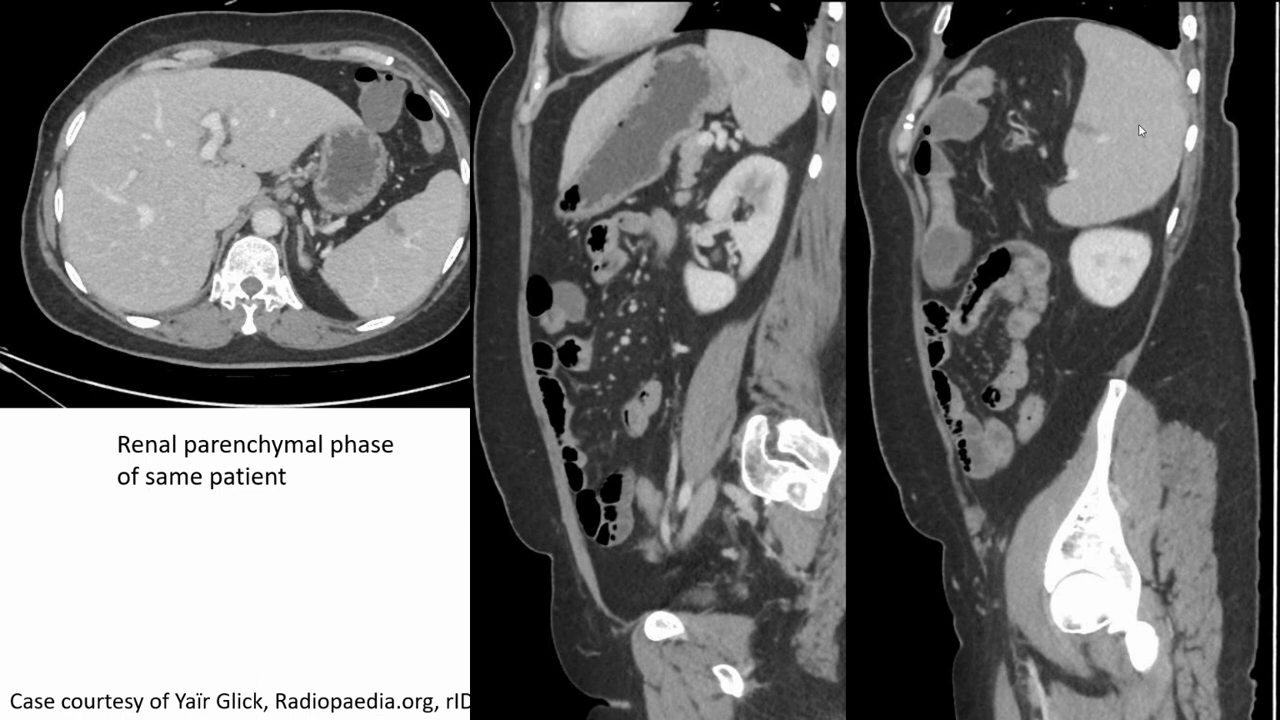 Renal parenchymal phase
of same patient
Case courtesy of Yaïr Glick, Radiopaedia.org, rID